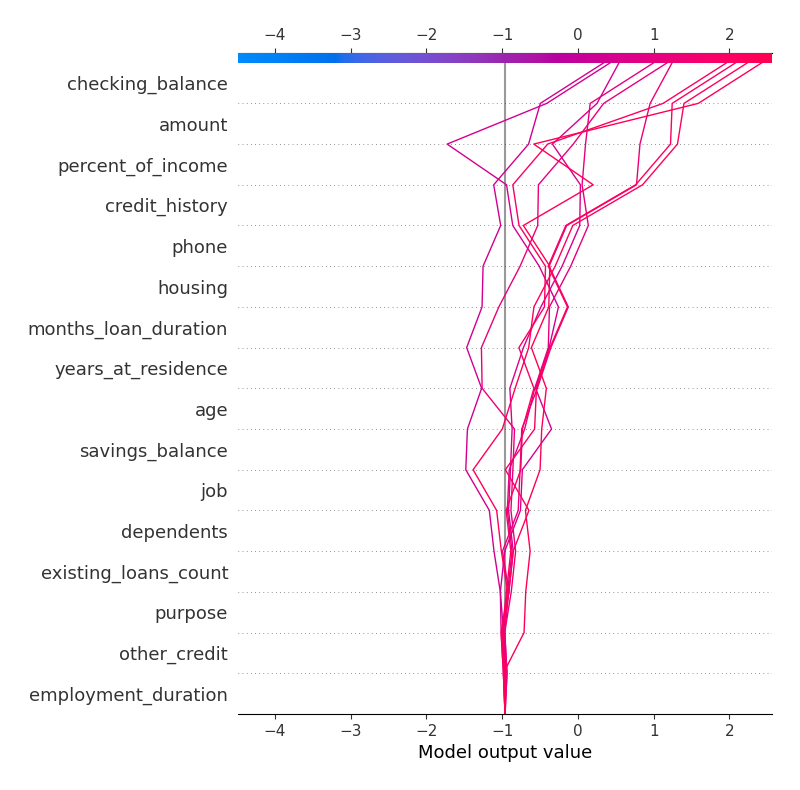 −4 −3 −2 −1 0 1 2
checking_balance
amount
percent_of_income
credit_history
phone
housing
months_loan_duration
years_at_residence
age
savings_balance
job
dependents
existing_loans_count
purpose
other_credit
employment_duration
−4 −3 −2 −1 0 1 2
Model output value